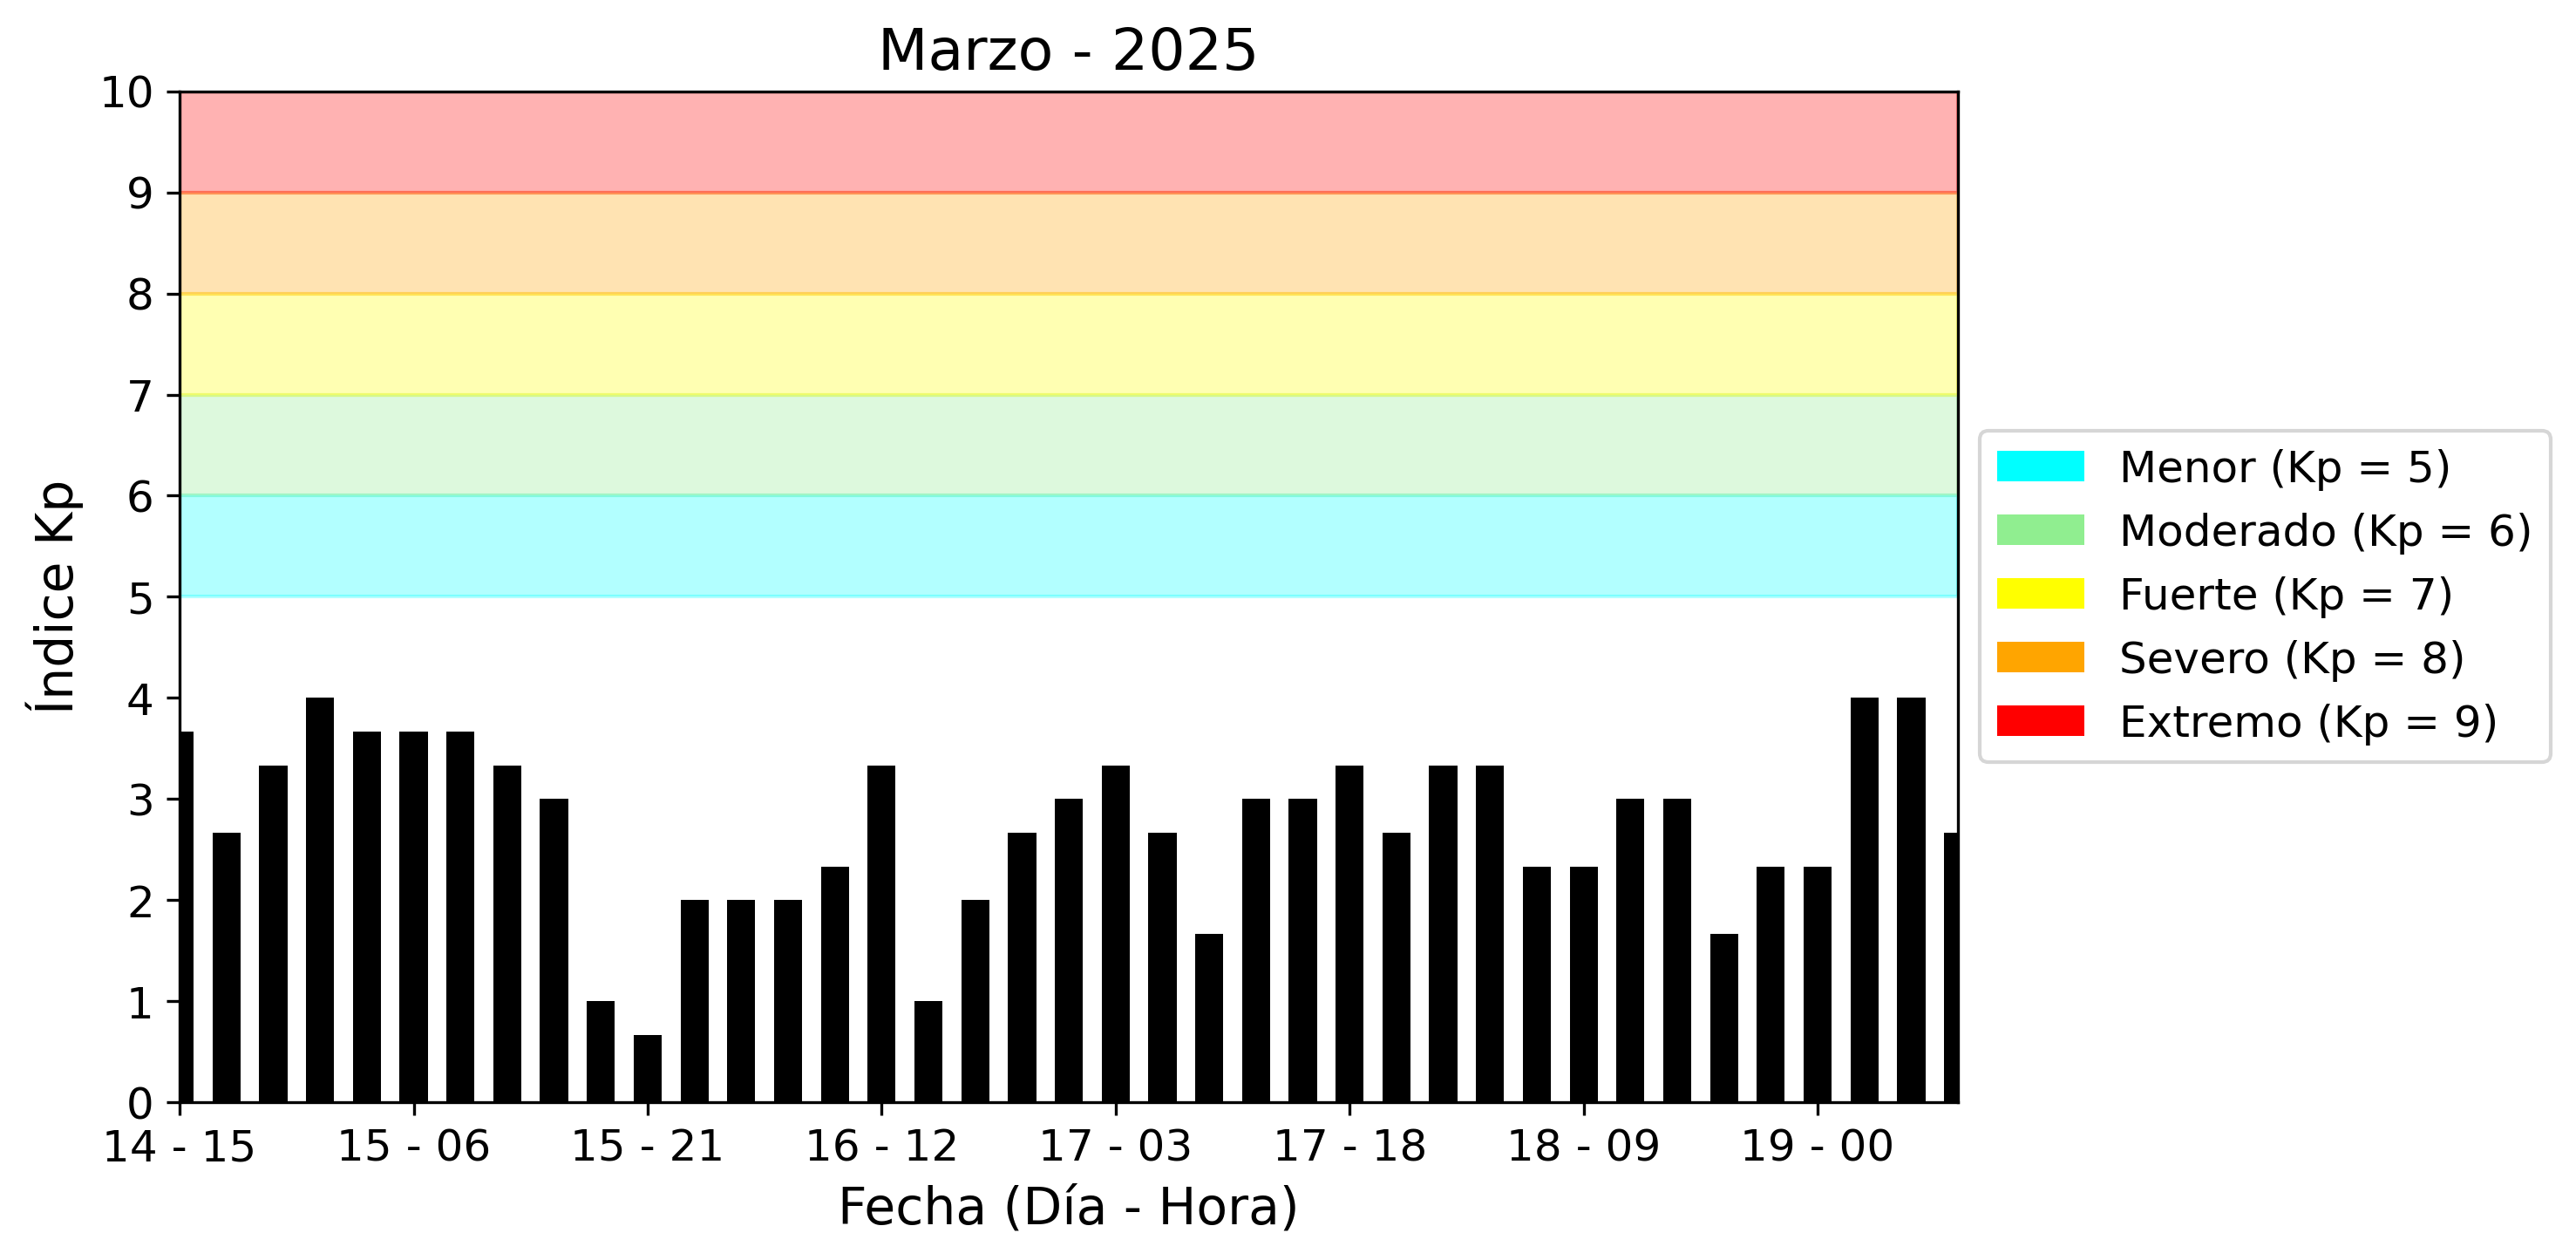 Marzo - 2025
10
9
8
7
6
5
4
3
2
1
0
Índice Kp
14 - 15
15 - 06
15 - 21
16 - 12
17 - 03
17 - 18
18 - 09
19 - 00
Fecha (Día - Hora)
Menor (Kp = 5)
Moderado (Kp = 6)
Fuerte (Kp = 7)
Severo (Kp = 8)
Extremo (Kp = 9)